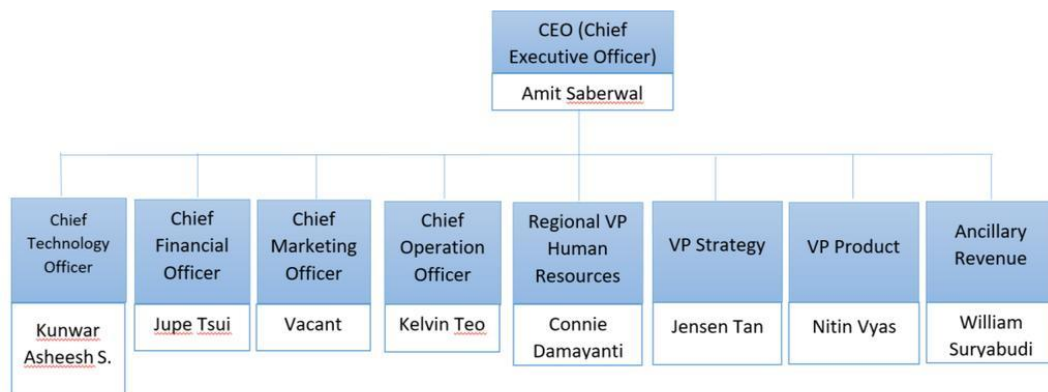 CEO (Chief
Executive Officer)
Amit Saberwal
Chief
Technology
Officer
Kunwar
Asheesh S.
Chief
Financial
Officer
Jupe Tsui
Chief
Marketing
Officer
Vacant
Chief
Operation
Officer
Kelvin Teo
Regional VP
Human
Resources
Connie
Damayanti
VP Strategy
Jensen Tan
VP Product
Nitin Vyas
Ancillary
Revenue
William
Suryabudi